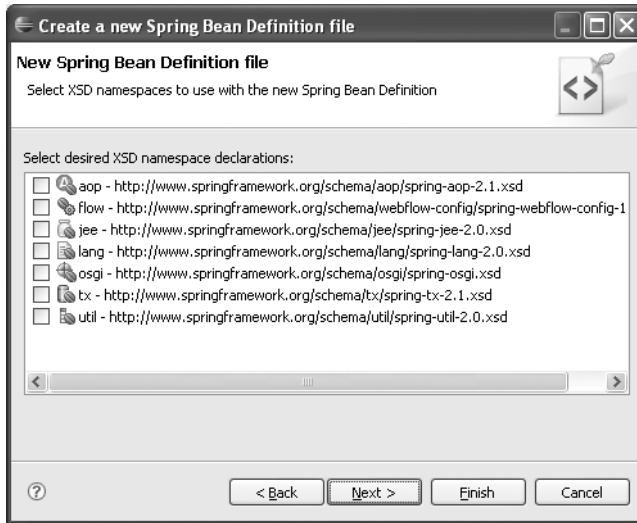 Create a new Spring Bean Definition file
New Spring Bean Definition file
Select XSD namespaces to use with the new Spring Bean Definition
Select desired XSD namespace declarations:
aop - http://www.springframework.org/schema/aop/spring-aop-2.1.xsd
flow - http://www.springframework.org/schema/webflow-config/spring-webflow-config-1
jee - http://www.springframework.org/schema/jee/spring-jee-2.0.xsd
lang - http://www.springframework.org/schema/lang/spring-lang-2.0.xsd
osgi - http://www.springframework.org/schema/osgi/spring-osgi.xsd
tx - http://www.springframework.org/schema/tx/spring-tx-2.1.xsd
util - http://www.springframework.org/schema/util/spring-util-2.0.xsd
< Back Next > Finish Cancel